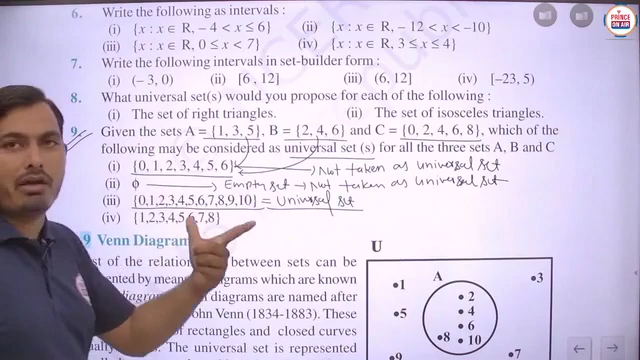 6. Write the following as intervals :
(i) {x : x ∈ R, – 4 < x ≤ 6} (ii) {x : x ∈ R, – 12 < x < –10}
(iii) {x : x ∈ R, 0 ≤ x < 7} (iv) {x : x ∈ R, 3 ≤ x ≤ 4}
PRINCE
ON AIR
7. Write the following intervals in set-builder form :
(i) (– 3, 0) (ii) [6 , 12] (iii) (6, 12] (iv) [–23, 5)
8. What universal set(s) would you propose for each of the following :
(i) The set of right triangles. (ii) The set of isosceles triangles.
9. Given the sets A = {1, 3, 5}, B = {2, 4, 6} and C = {0, 2, 4, 6, 8}, which of the
following may be considered as universal set (s) for all the three sets A, B and C
(i) {0, 1, 2, 3, 4, 5, 6} Not taken as universal set
(ii) ϕ Empty set → Not taken as Universal set
(iii) {0,1,2,3,4,5,6,7,8,9,10} = Universal set
(iv) {1,2,3,4,5,6,7,8}
9 Venn Diagram
of the between sets can be
by means diagrams which are known
diagrams are named after
Venn (1834-1883). These
of rectangles and closed curves
The universal set is represented
U
A
1
3
5
2
4
6
8
10
7
9